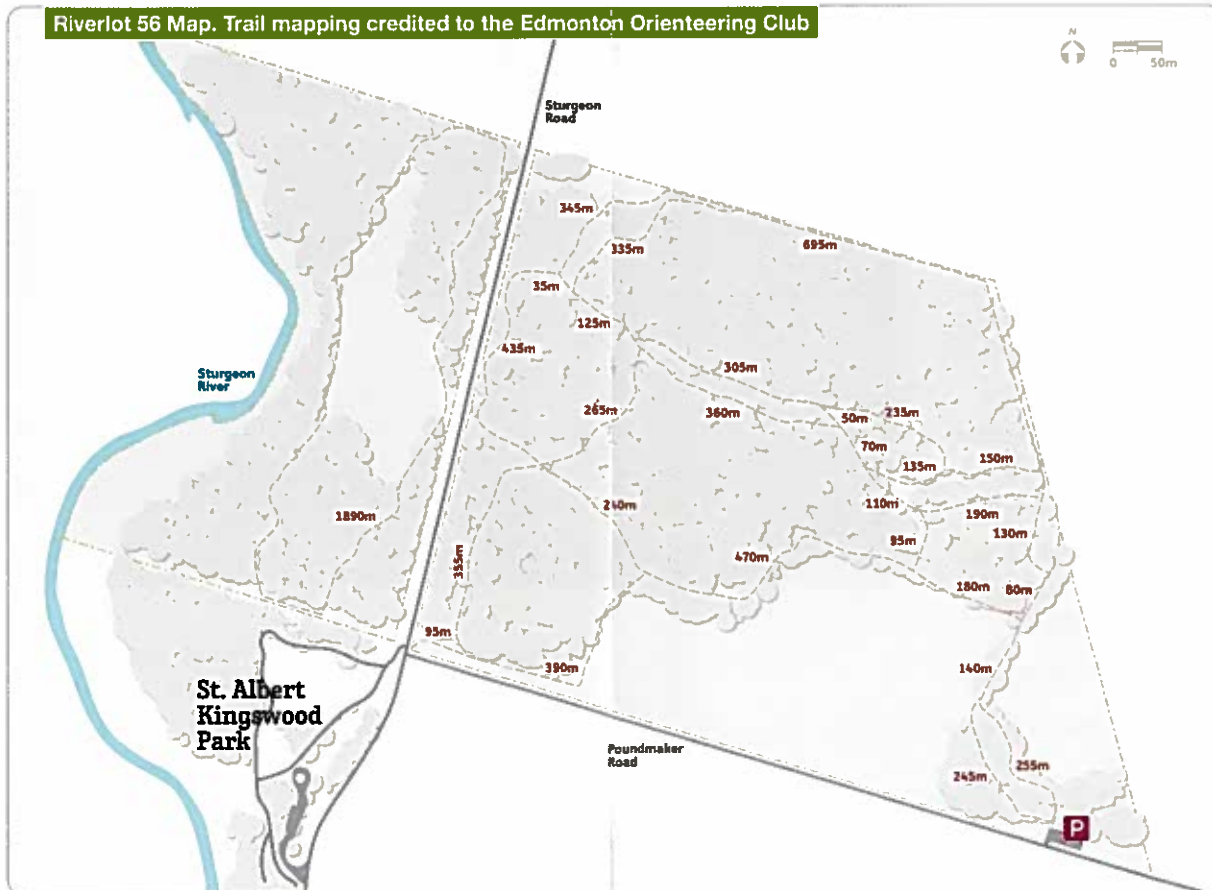 Riverlot 56 Map. Trail mapping credited to the Edmonton Orienteering Club
N
0 50m
Sturgeon
Road
345m
335m
695m
35m
125m
435m
305m
Sturgeon
River
265m
360m
50m
235m
70m
135m
150m
110m
190m
1890m
240m
130m
95m
470m
355m
180m
80m
95m
390m
140m
St. Albert
Kingswood
Park
Poundmaker
Road
245m
255m
P